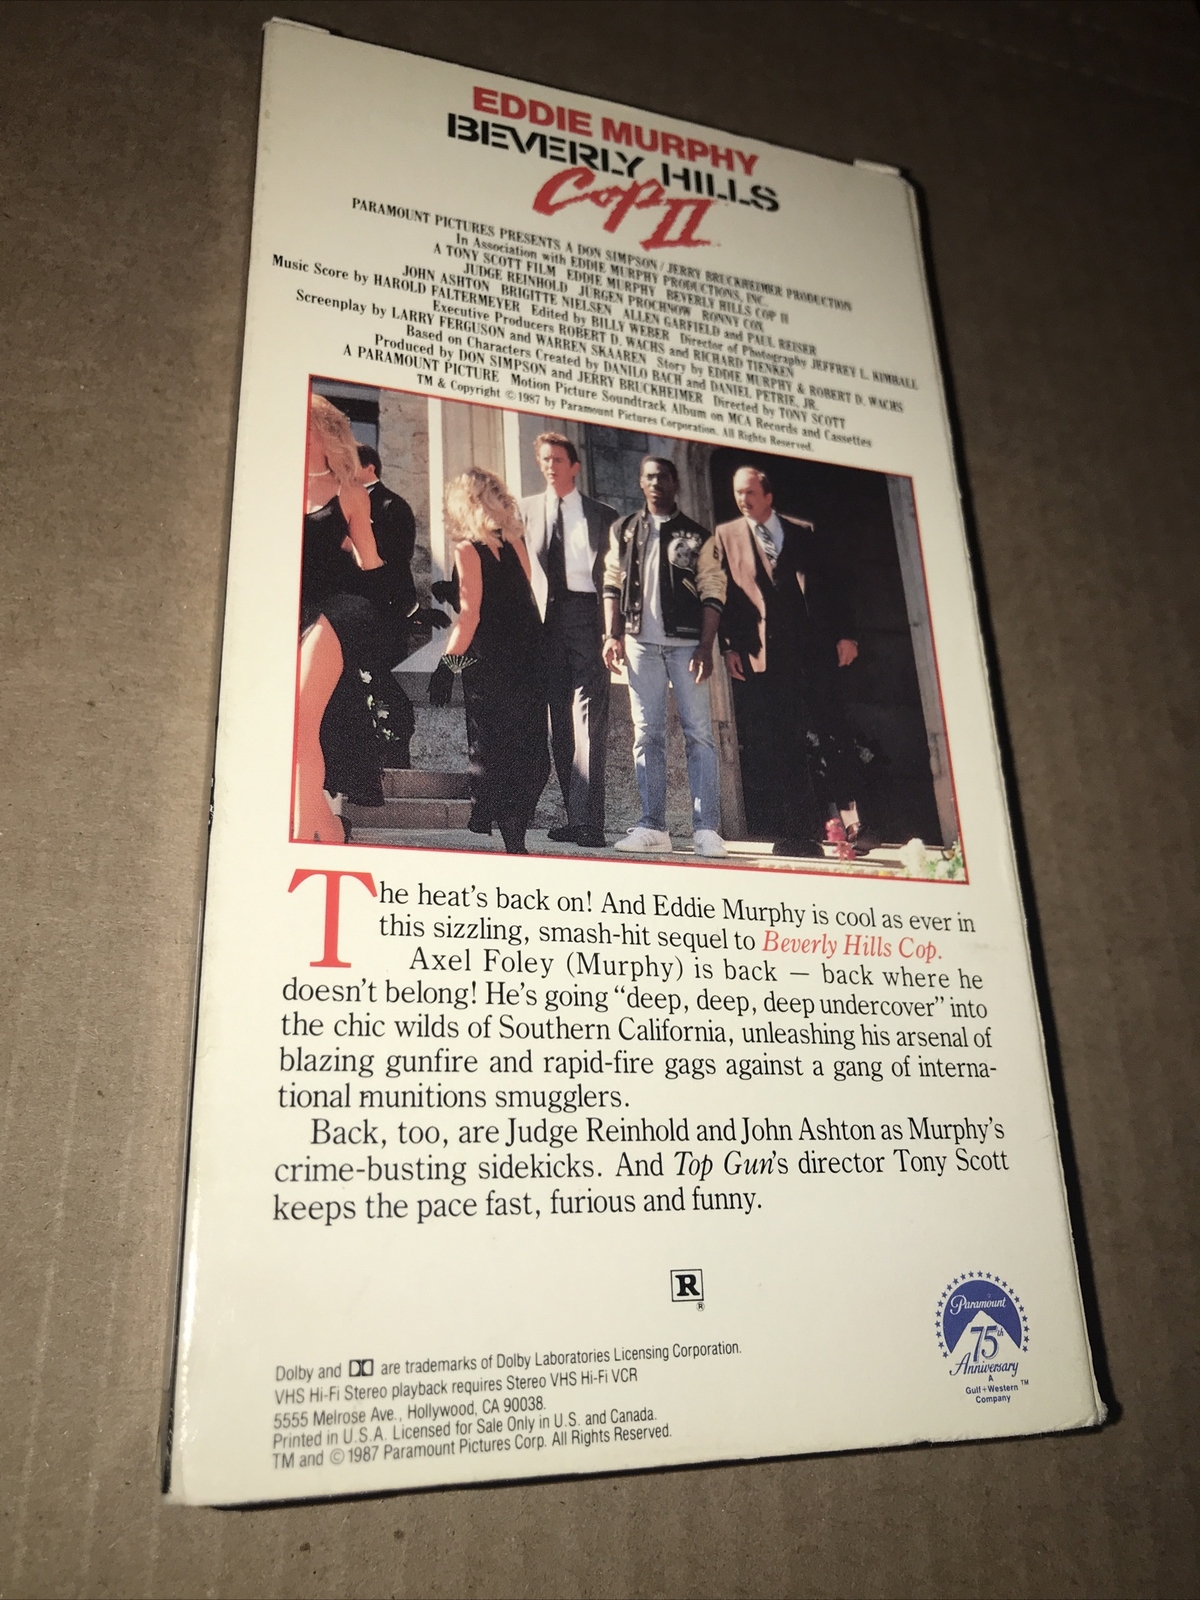 EDDIE MURPHY
BEVERLY HILLS
Cop II
PARAMOUNT PICTURES PRESENTS A DON SIMPSON / JERRY BRUCKHEIMER PRODUCTION
In Association with EDDIE MURPHY PRODUCTIONS, INC.
A TONY SCOTT FILM EDDIE MURPHY BEVERLY HILLS COP II
JUDGE REINHOLD JÜRGEN PROCHNOW RONNY COX
JOHN ASHTON BRIGITTE NIELSEN ALLEN GARFIELD and PAUL REISER
Music Score by HAROLD FALTERMEYER Edited by BILLY WEBER Director of Photography JEFFREY L. KIMBALL
Executive Producers ROBERT D. WACHS and RICHARD TIENKEN
Screenplay by LARRY FERGUSON and WARREN SKAAREN Story by EDDIE MURPHY & ROBERT D. WACHS
Based on Characters Created by DANILO BACH and DANIEL PETRIE, JR.
Produced by DON SIMPSON and JERRY BRUCKHEIMER Directed by TONY SCOTT
A PARAMOUNT PICTURE Motion Picture Soundtrack Album on MCA Records and Cassettes
TM & Copyright © 1987 by Paramount Pictures Corporation. All Rights Reserved.
The heat's back on! And Eddie Murphy is cool as ever in
this sizzling, smash-hit sequel to Beverly Hills Cop.
Axel Foley (Murphy) is back — back where he
doesn't belong! He's going "deep, deep, deep undercover" into
the chic wilds of Southern California, unleashing his arsenal of
blazing gunfire and rapid-fire gags against a gang of interna-
tional munitions smugglers.
Back, too, are Judge Reinhold and John Ashton as Murphy's
crime-busting sidekicks. And Top Gun's director Tony Scott
keeps the pace fast, furious and funny.
R
®
Paramount
75th
Anniversary
A
Gulf+Western TM
Company
Dolby and DD are trademarks of Dolby Laboratories Licensing Corporation.
VHS Hi-Fi Stereo playback requires Stereo VHS Hi-Fi VCR
5555 Melrose Ave., Hollywood, CA 90038.
Printed in U.S.A. Licensed for Sale Only in U.S. and Canada.
TM and © 1987 Paramount Pictures Corp. All Rights Reserved.